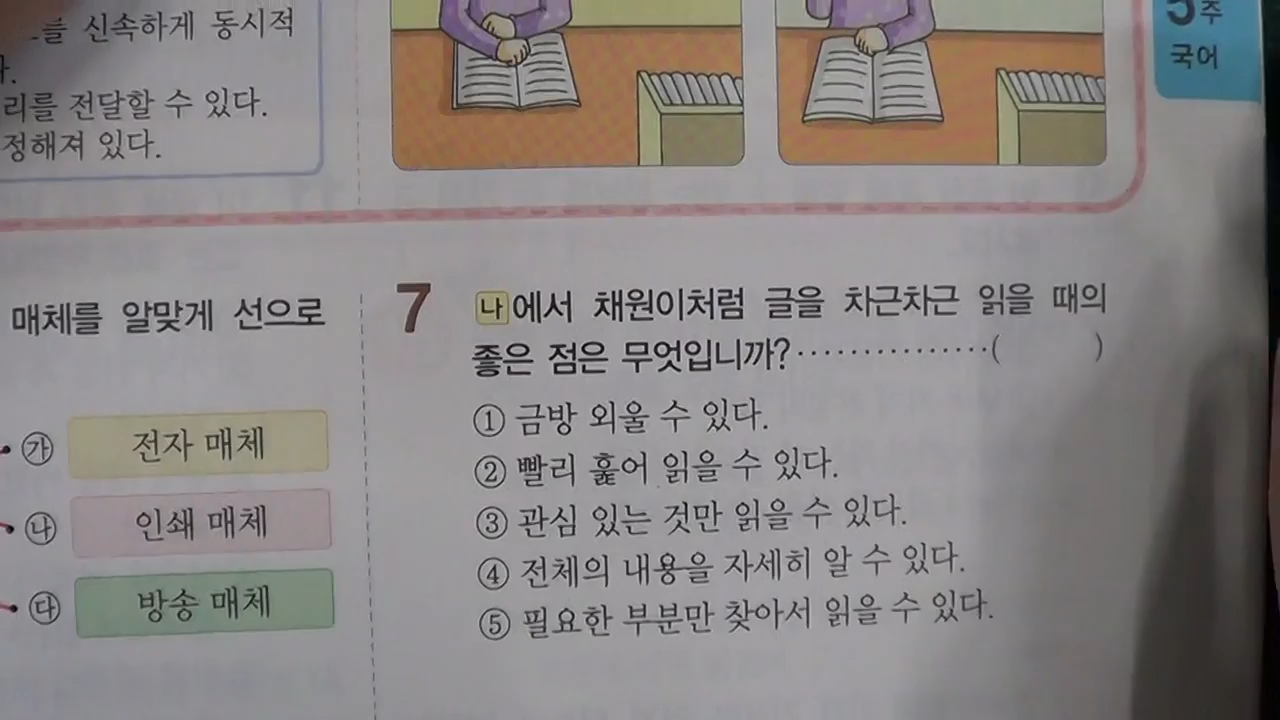 를 신속하게 동시적
리를 전달할 수 있다.
정해져 있다.
5주
국어
매체를 알맞게 선으로
㉮ 전자 매체
㉯ 인쇄 매체
㉰ 방송 매체
7 나에서 채원이처럼 글을 차근차근 읽을 때의
좋은 점은 무엇입니까?················( )
① 금방 외울 수 있다.
② 빨리 훑어 읽을 수 있다.
③ 관심 있는 것만 읽을 수 있다.
④ 전체의 내용을 자세히 알 수 있다.
⑤ 필요한 부분만 찾아서 읽을 수 있다.